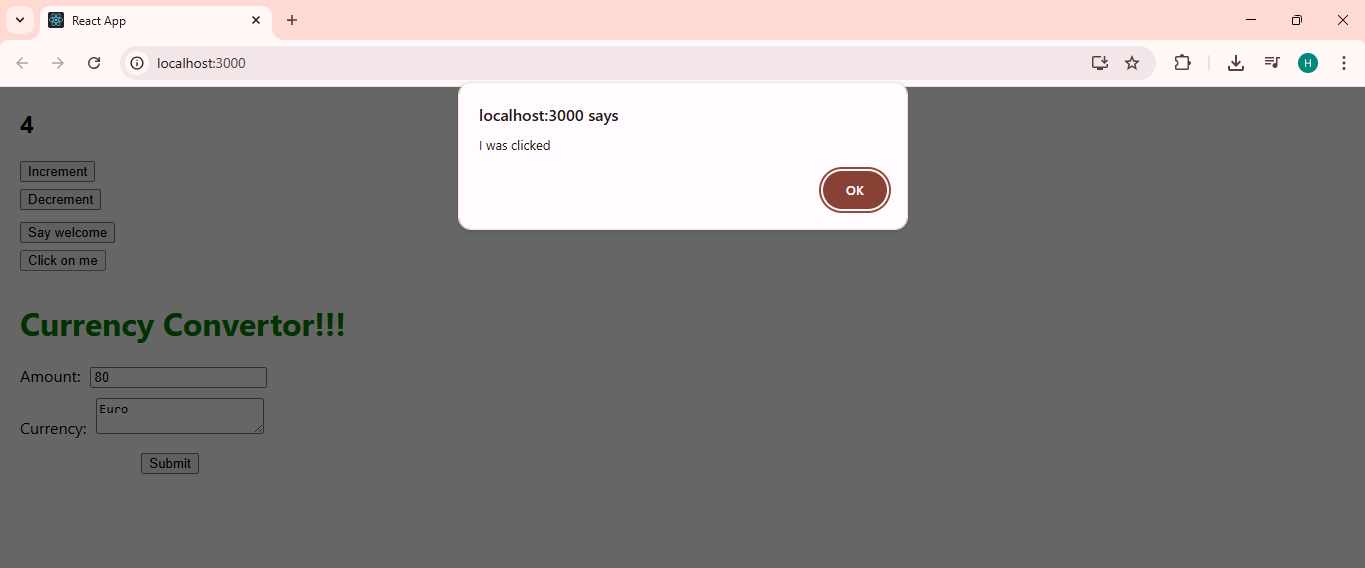 React App
localhost:3000
H
localhost:3000 says
I was clicked
OK
4
Increment
Decrement
Say welcome
Click on me
Currency Convertor!!!
Amount: 80
Currency: Euro
Submit